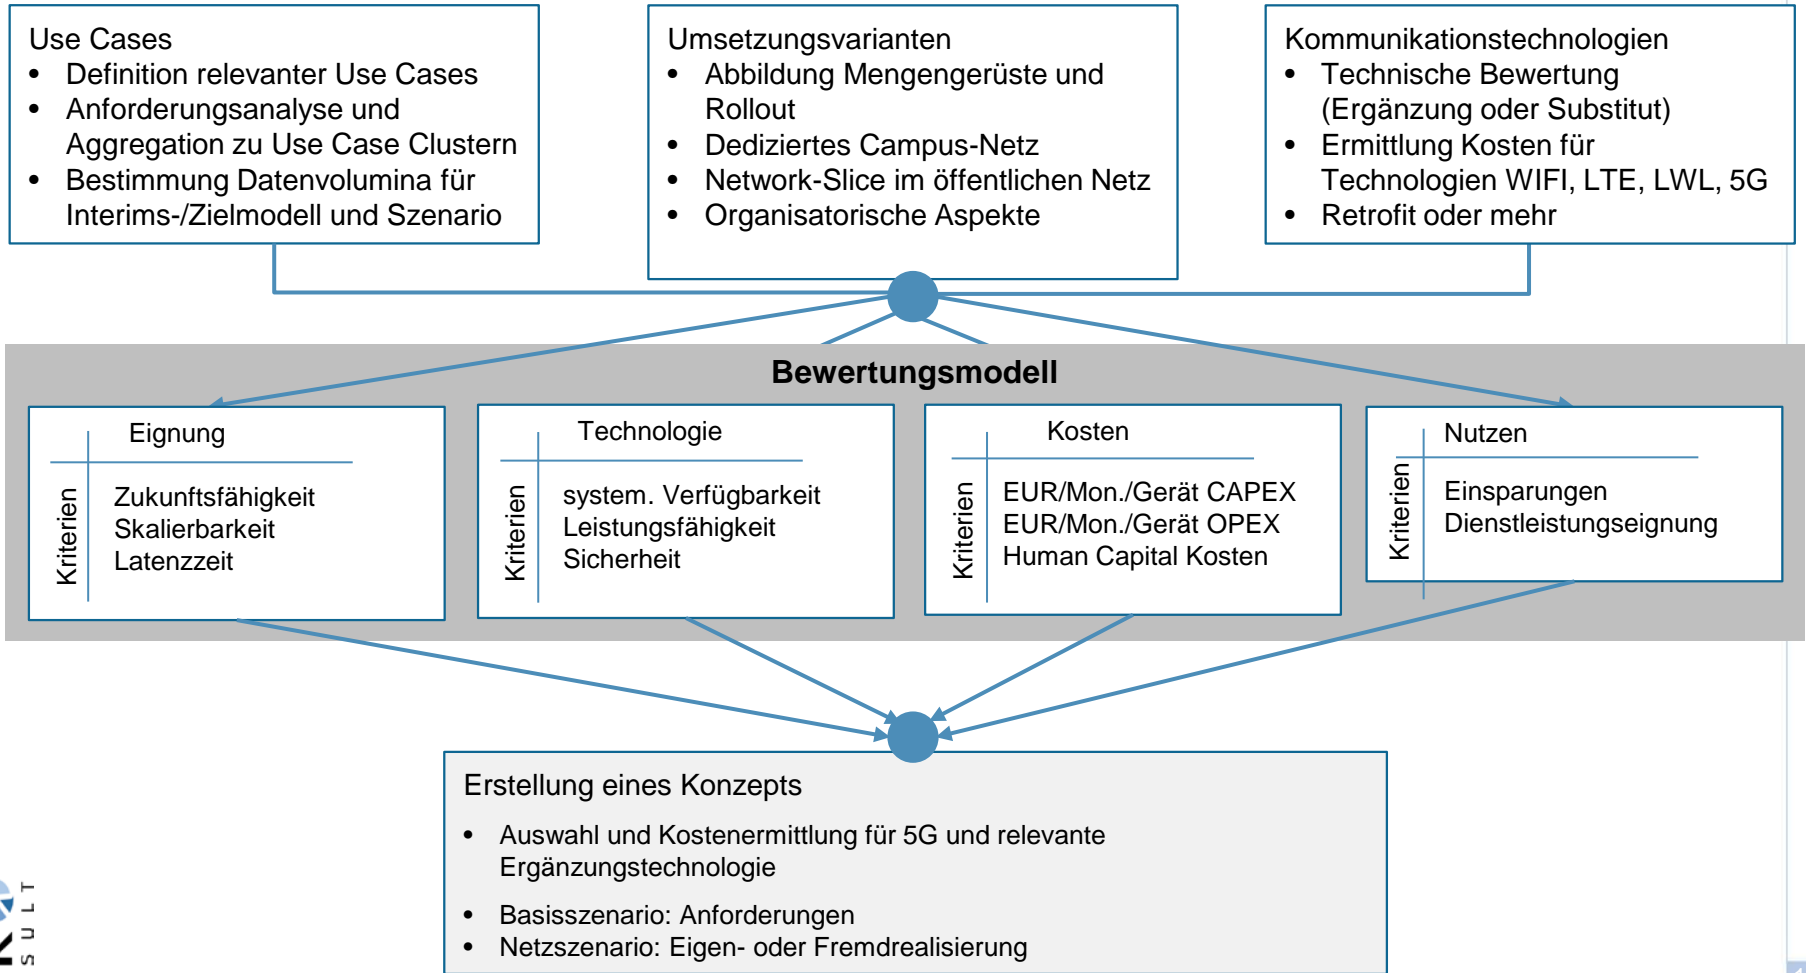 Use Cases
• Definition relevanter Use Cases
• Anforderungsanalyse und
Aggregation zu Use Case Clustern
• Bestimmung Datenvolumina für
Interims-/Zielmodell und Szenario
Umsetzungsvarianten
• Abbildung Mengengerüste und
Rollout
• Dediziertes Campus-Netz
• Network-Slice im öffentlichen Netz
• Organisatorische Aspekte
Kommunikationstechnologien
• Technische Bewertung
(Ergänzung oder Substitut)
• Ermittlung Kosten für
Technologien WIFI, LTE, LWL, 5G
• Retrofit oder mehr
Bewertungsmodell
Eignung
Kriterien
Zukunftsfähigkeit
Skalierbarkeit
Latenzzeit
Technologie
Kriterien
system. Verfügbarkeit
Leistungsfähigkeit
Sicherheit
Kosten
Kriterien
EUR/Mon./Gerät CAPEX
EUR/Mon./Gerät OPEX
Human Capital Kosten
Nutzen
Kriterien
Einsparungen
Dienstleistungseignung
Erstellung eines Konzepts
• Auswahl und Kostenermittlung für 5G und relevante
Ergänzungstechnologie
• Basisszenario: Anforderungen
• Netzszenario: Eigen- oder Fremdrealisierung
SULT